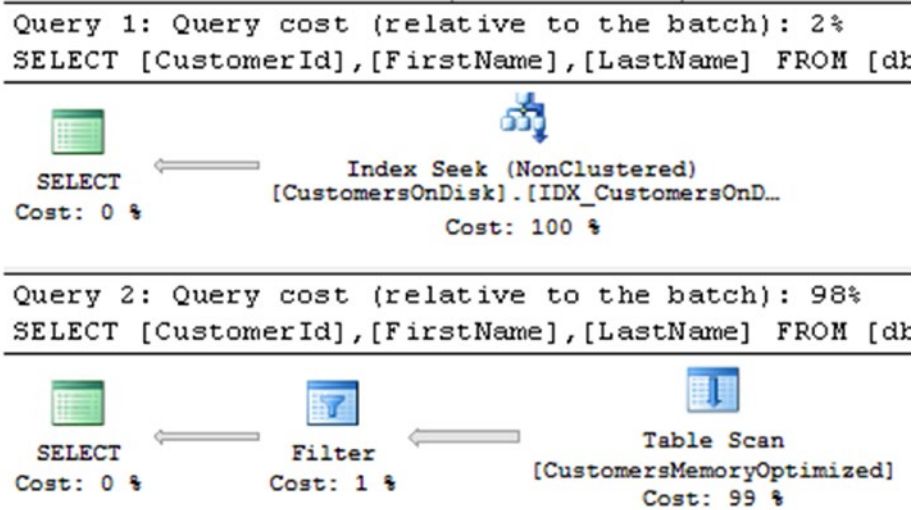 Query 1: Query cost (relative to the batch): 2%
SELECT [CustomerId],[FirstName],[LastName] FROM [db
SELECT
Cost: 0 %
Index Seek (NonClustered)
[CustomersOnDisk].[IDX_CustomersOnD…
Cost: 100 %
Query 2: Query cost (relative to the batch): 98%
SELECT [CustomerId],[FirstName],[LastName] FROM [db
SELECT
Cost: 0 %
Filter
Cost: 1 %
Table Scan
[CustomersMemoryOptimized]
Cost: 99 %